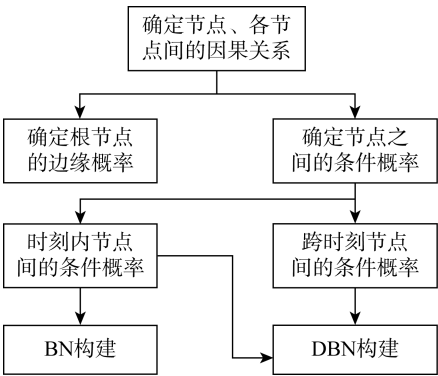 确定节点、各节
点间的因果关系
确定根节点
的边缘概率
确定节点之
间的条件概率
时刻内节点
间的条件概率
跨时刻节点
间的条件概率
BN构建
DBN构建